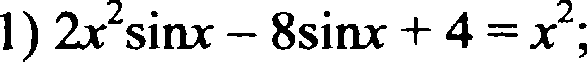 1) 2x²sinx – 8sinx + 4 = x²;